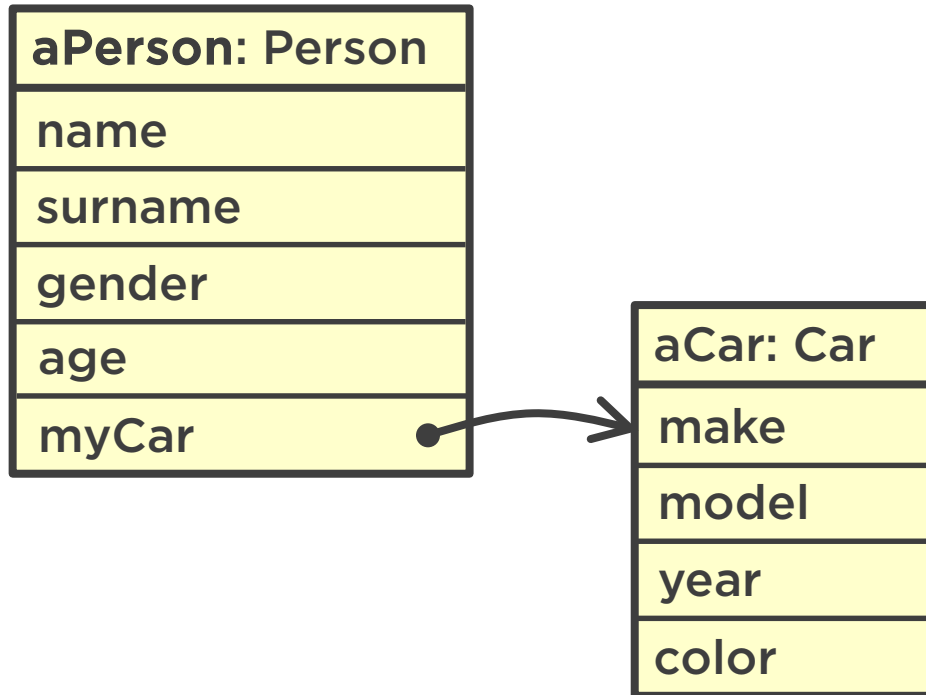 aPerson: Person
name
surname
gender
age
myCar
aCar: Car
make
model
year
color